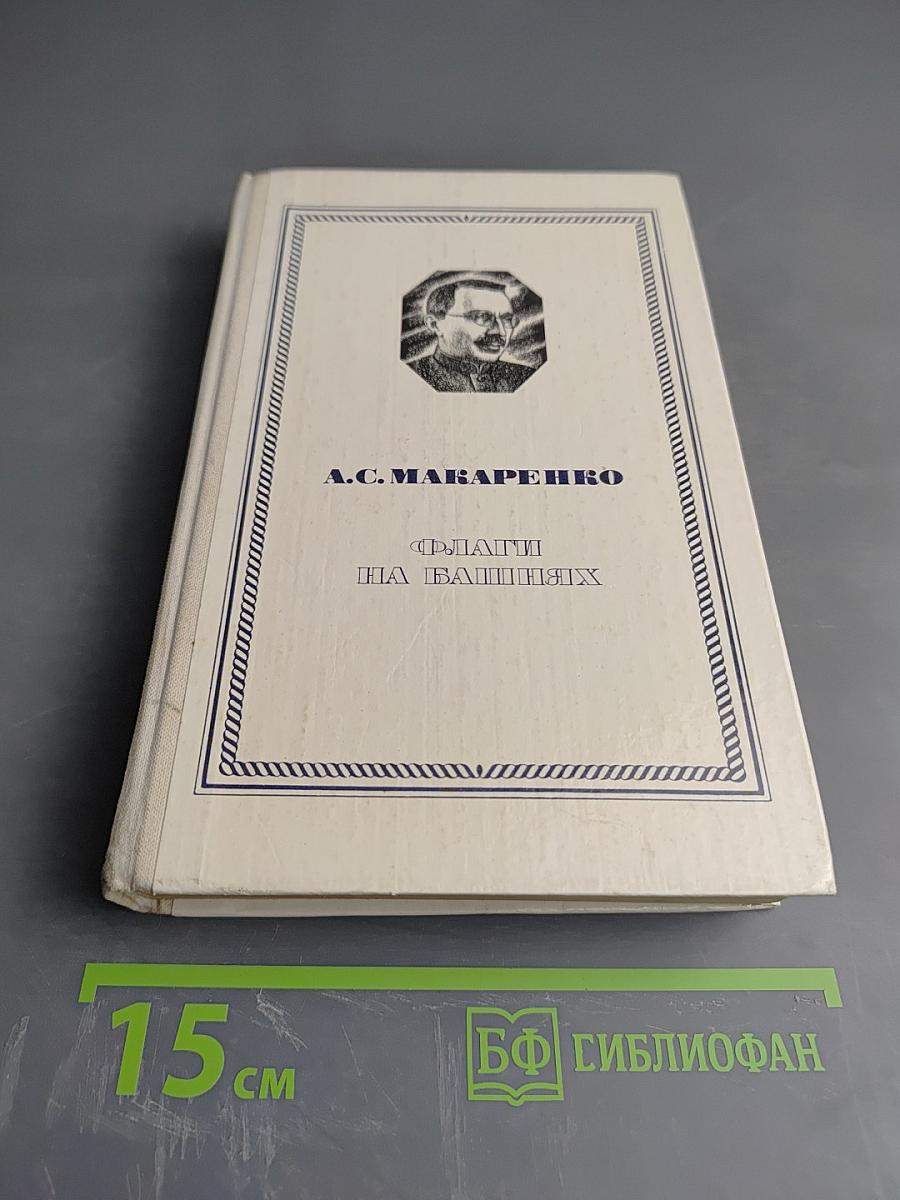 А.С. МАКАРЕНКО
ФЛАГИ
НА БАШНЯХ
15 см
БФ БИБЛИОФАН